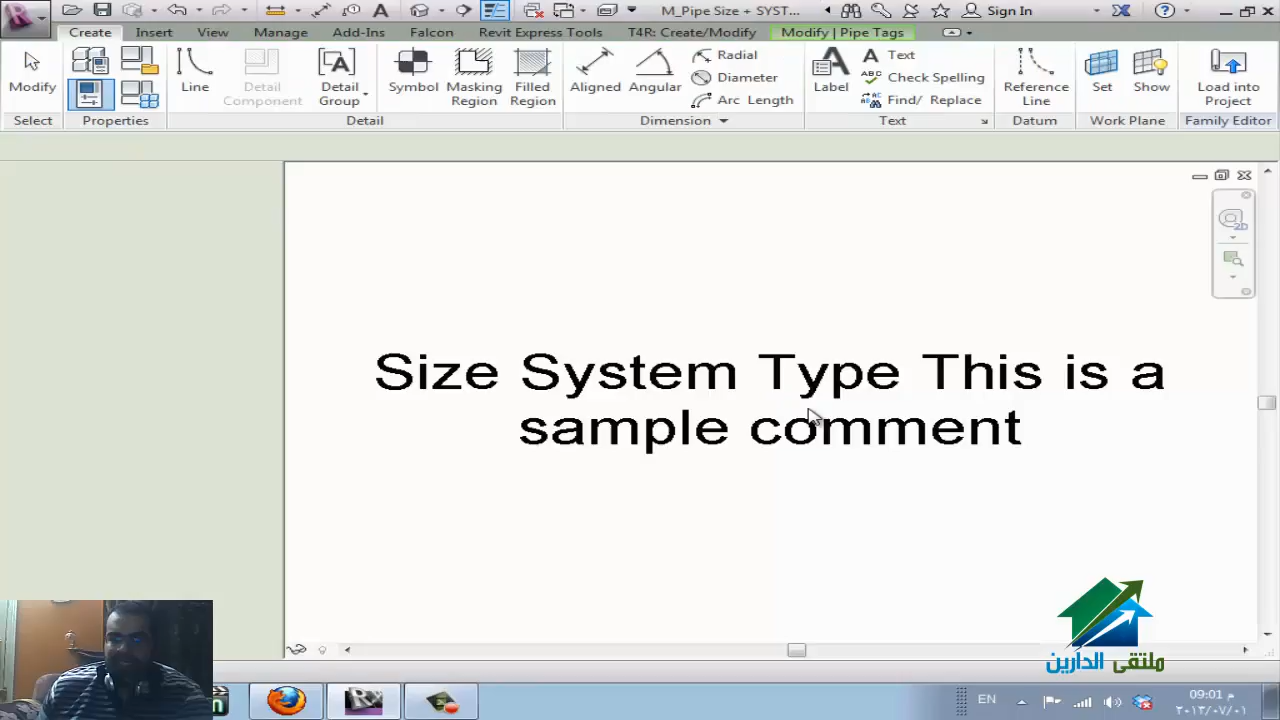 M_Pipe Size + SYST...
Sign In
Create
Insert
View
Manage
Add-Ins
Falcon
Revit Express Tools
T4R: Create/Modify
Modify | Pipe Tags
Modify
Line
Detail
Component
Detail
Group
Symbol
Masking
Region
Filled
Region
Aligned
Angular
Radial
Diameter
Arc Length
Label
Text
Check Spelling
Find/ Replace
Reference
Line
Set
Show
Load into
Project
Select
Properties
Detail
Dimension
Text
Datum
Work Plane
Family Editor
Size System Type This is a
sample comment
ملتقى الدارين
EN
09:01 م
٢٠١٣/٠٧/٠١